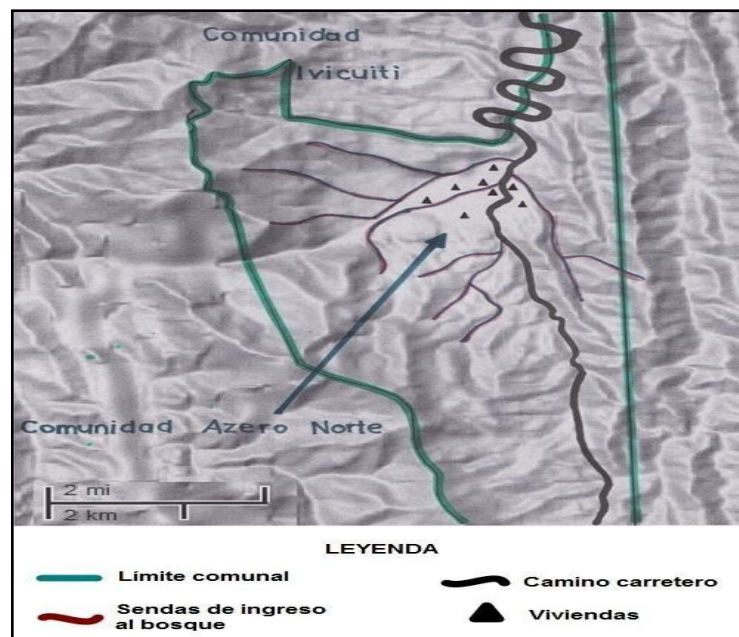 Comunidad
Ivicuiti
Comunidad Azero Norte
2 mi
2 km
LEYENDA
Límite comunal
Camino carretero
Sendas de ingreso
al bosque
Viviendas